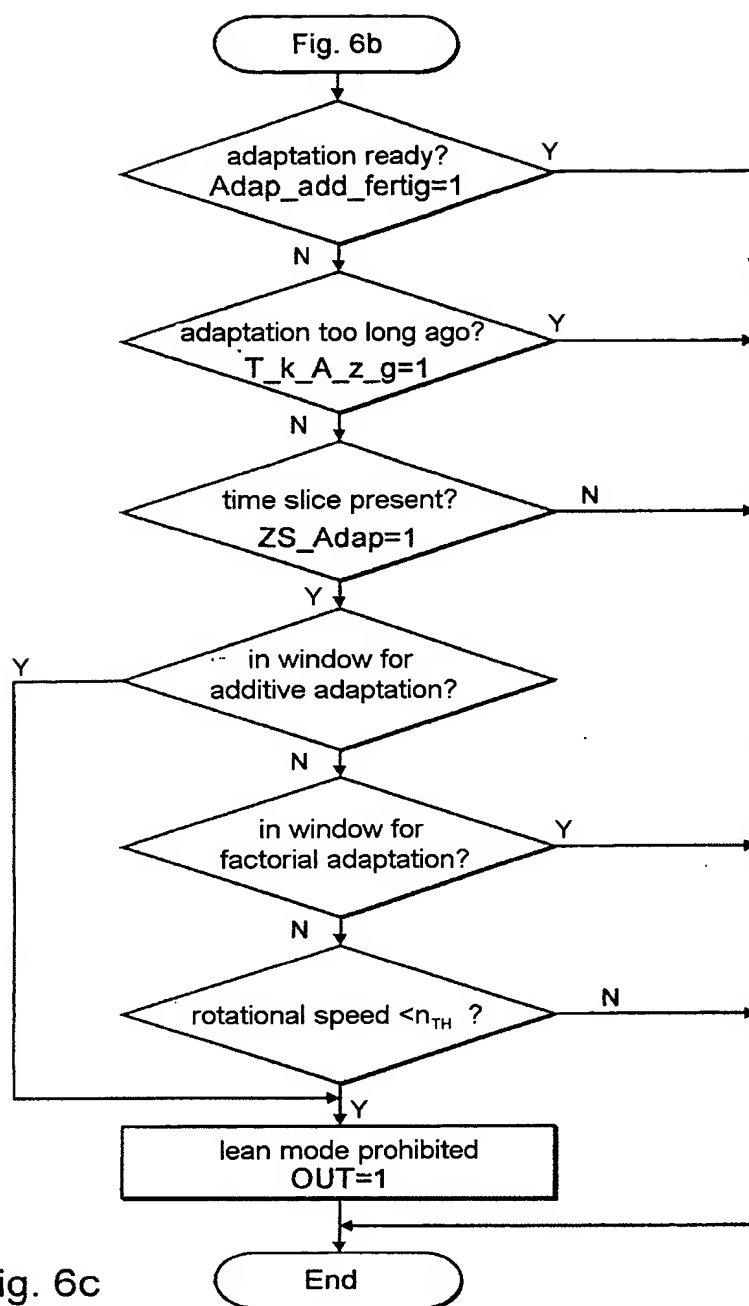 Fig. 6b
adaptation ready?
Y
Adap_add_fertig=1
N
adaptation too long ago?
Y
T_k_A_z_g=1
N
time slice present?
N
ZS_Adap=1
Y
Y
in window for
additive adaptation?
N
in window for
Y
factorial adaptation?
N
rotational speed <nTH ?
N
Y
lean mode prohibited
OUT=1
End
ig. 6c